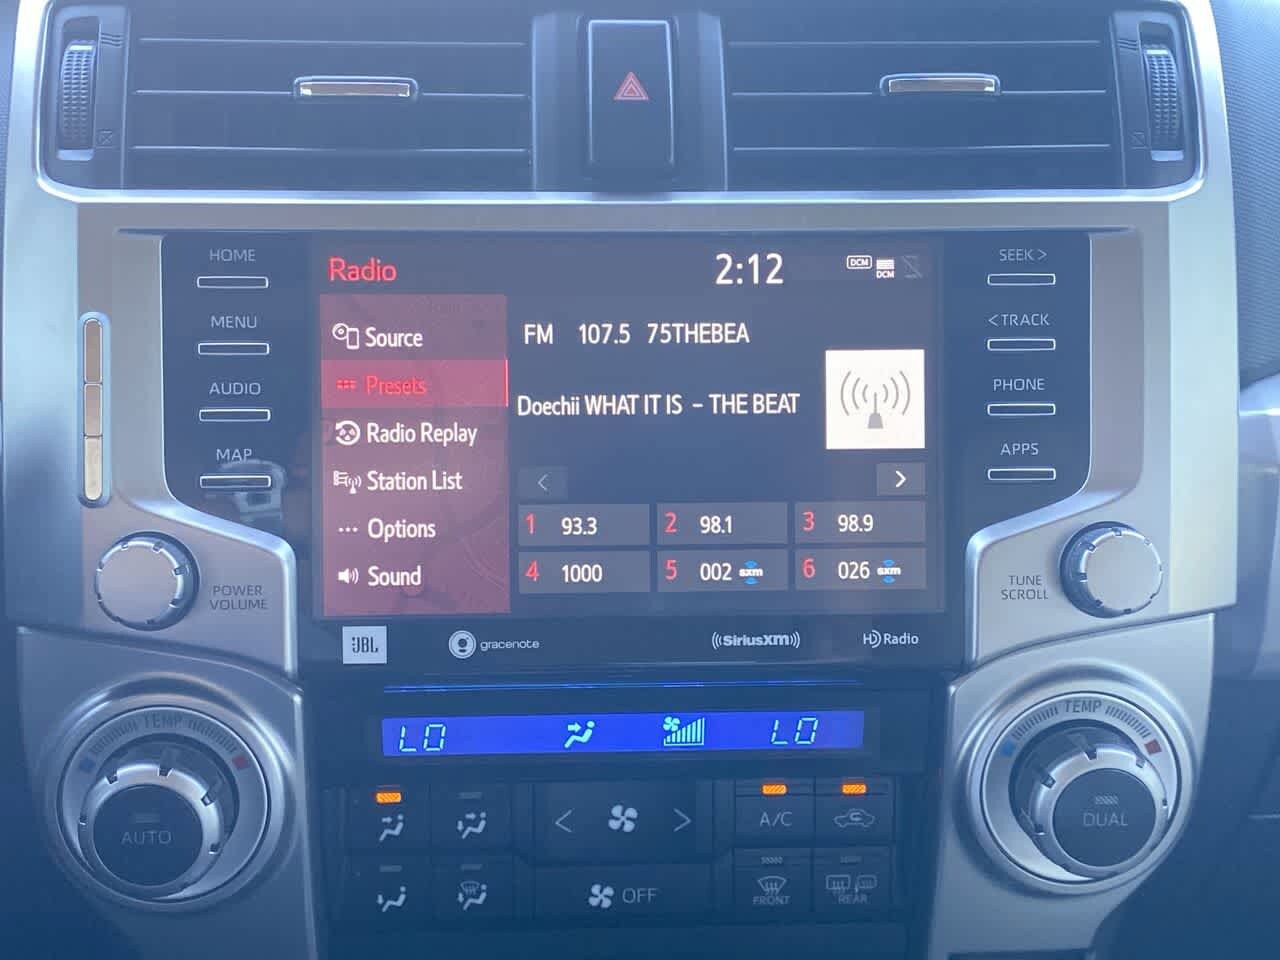 HOME
MENU
AUDIO
MAP
POWER
VOLUME
Radio
2:12
DCM
DCM
Source
Presets
Radio Replay
Station List
Options
Sound
FM 107.5 75THEBEA
Doechii WHAT IT IS - THE BEAT
<
>
1 93.3
2 98.1
3 98.9
4 1000
5 002 sxm
6 026 sxm
SEEK >
< TRACK
PHONE
APPS
TUNE
SCROLL
JBL
gracenote
((SiriusXM))
HD Radio
LO
LO
TEMP
AUTO
TEMP
DUAL
< >
A/C
OFF
FRONT
REAR